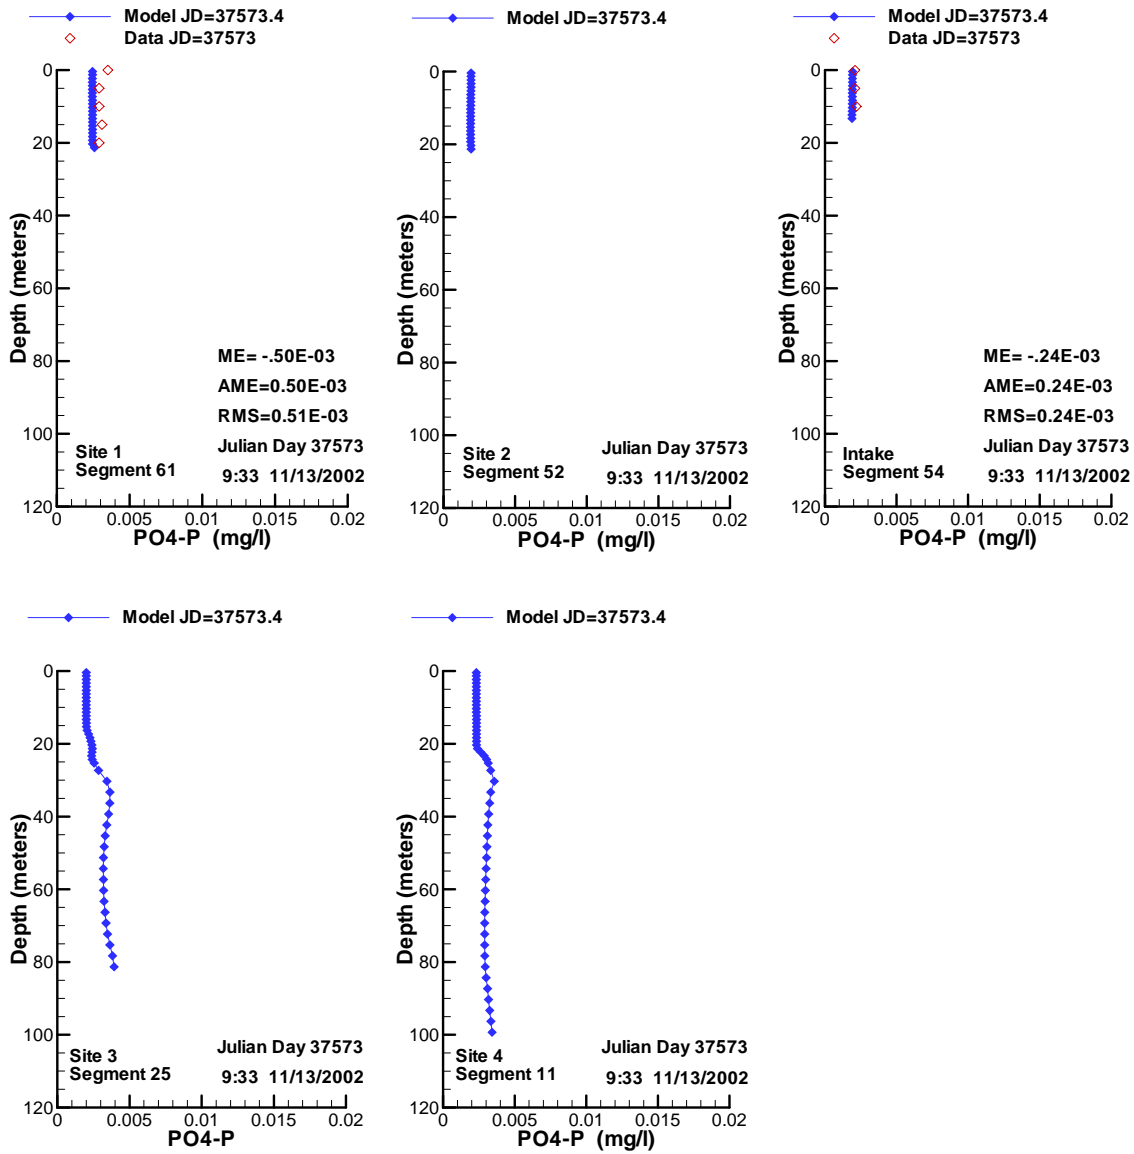 Model JD=37573.4
Data JD=37573
0
20
40
60
80
100
120
Depth (meters)
ME= -.50E-03
AME=0.50E-03
RMS=0.51E-03
Site 1
Segment 61
Julian Day 37573
9:33 11/13/2002
0 0.005 0.01 0.015 0.02
PO4-P (mg/l)
Model JD=37573.4
0
20
40
60
80
100
120
Depth (meters)
Site 2
Segment 52
Julian Day 37573
9:33 11/13/2002
0 0.005 0.01 0.015 0.02
PO4-P (mg/l)
Model JD=37573.4
Data JD=37573
0
20
40
60
80
100
120
Depth (meters)
ME= -.24E-03
AME=0.24E-03
RMS=0.24E-03
Intake
Segment 54
Julian Day 37573
9:33 11/13/2002
0 0.005 0.01 0.015 0.02
PO4-P (mg/l)
Model JD=37573.4
0
20
40
60
80
100
120
Depth (meters)
Site 3
Segment 25
Julian Day 37573
9:33 11/13/2002
0 0.005 0.01 0.015 0.02
PO4-P
Model JD=37573.4
0
20
40
60
80
100
120
Depth (meters)
Site 4
Segment 11
Julian Day 37573
9:33 11/13/2002
0 0.005 0.01 0.015 0.02
PO4-P (mg/l)